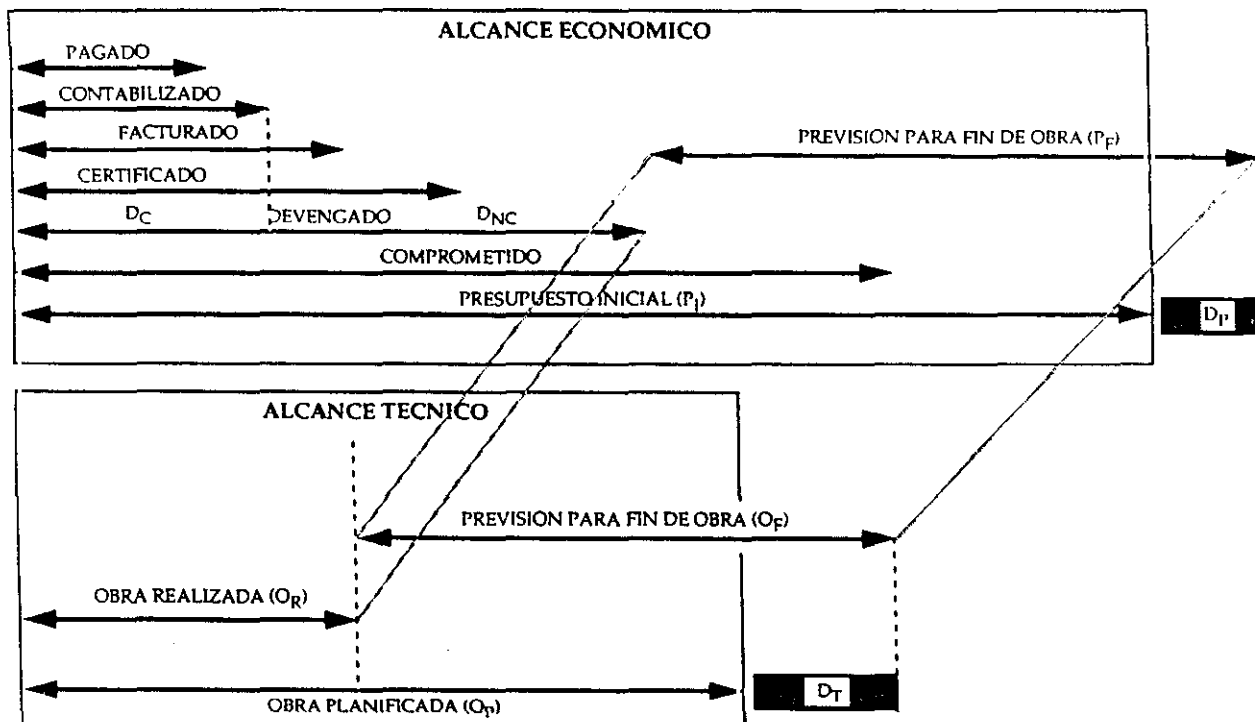 ALCANCE ECONOMICO
PAGADO
CONTABILIZADO
FACTURADO
PREVISION PARA FIN DE OBRA (PF)
CERTIFICADO
DC DEVENGADO DNC
COMPROMETIDO
PRESUPUESTO INICIAL (PI)
DP
ALCANCE TECNICO
PREVISION PARA FIN DE OBRA (OF)
OBRA REALIZADA (OR)
DT
OBRA PLANIFICADA (OP)